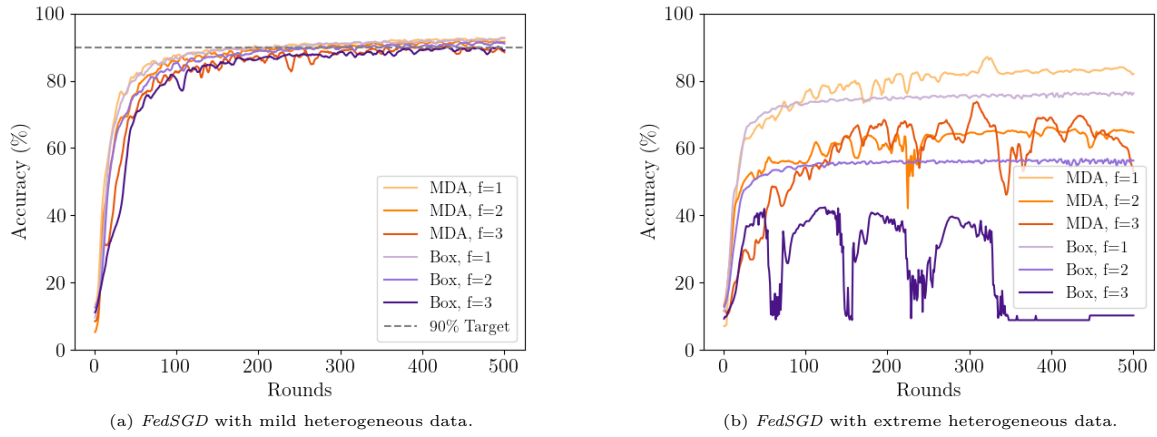 100
80
60
40
20
0
Accuracy (%)
0 100 200 300 400 500
Rounds
MDA, f=1
MDA, f=2
MDA, f=3
Box, f=1
Box, f=2
Box, f=3
90% Target
(a) FedSGD with mild heterogeneous data.
100
80
60
40
20
0
Accuracy (%)
0 100 200 300 400 500
Rounds
MDA, f=1
MDA, f=2
MDA, f=3
Box, f=1
Box, f=2
Box, f=3
(b) FedSGD with extreme heterogeneous data.